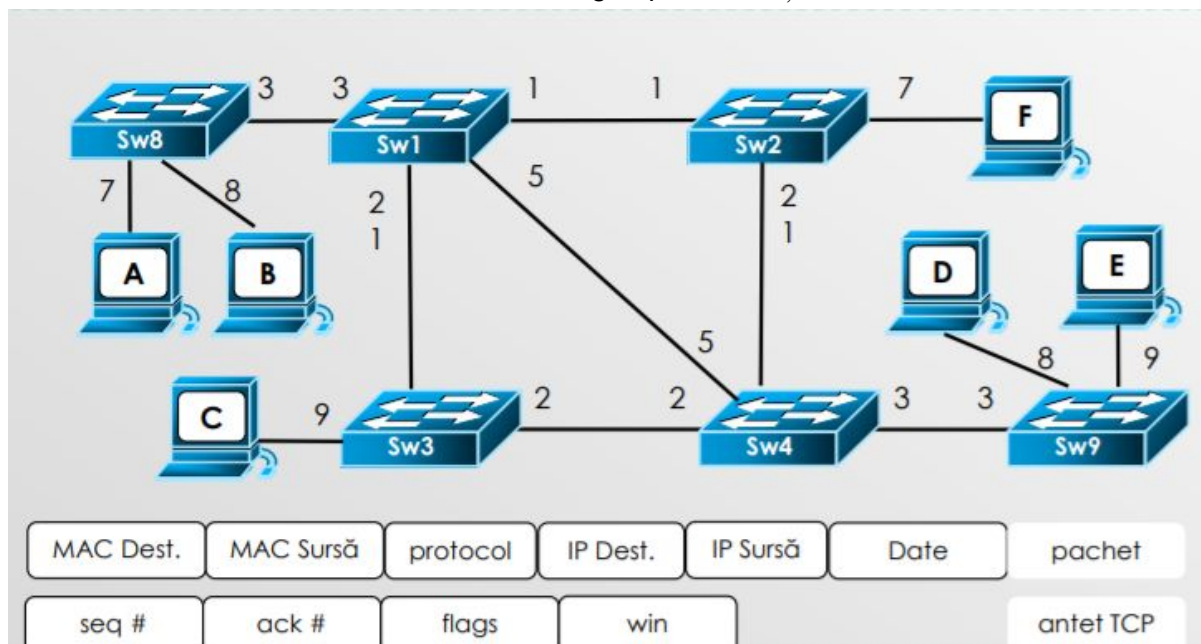 3 3 1 1 7
F
Sw8 Sw1 Sw2
7 8 2 5 2
1 1
A B D E
5 8 9
C 9 2 2 3 3
Sw3 Sw4 Sw9
MAC Dest. MAC Sursă protocol IP Dest. IP Sursă Date pachet
seq # ack # flags win antet TCP